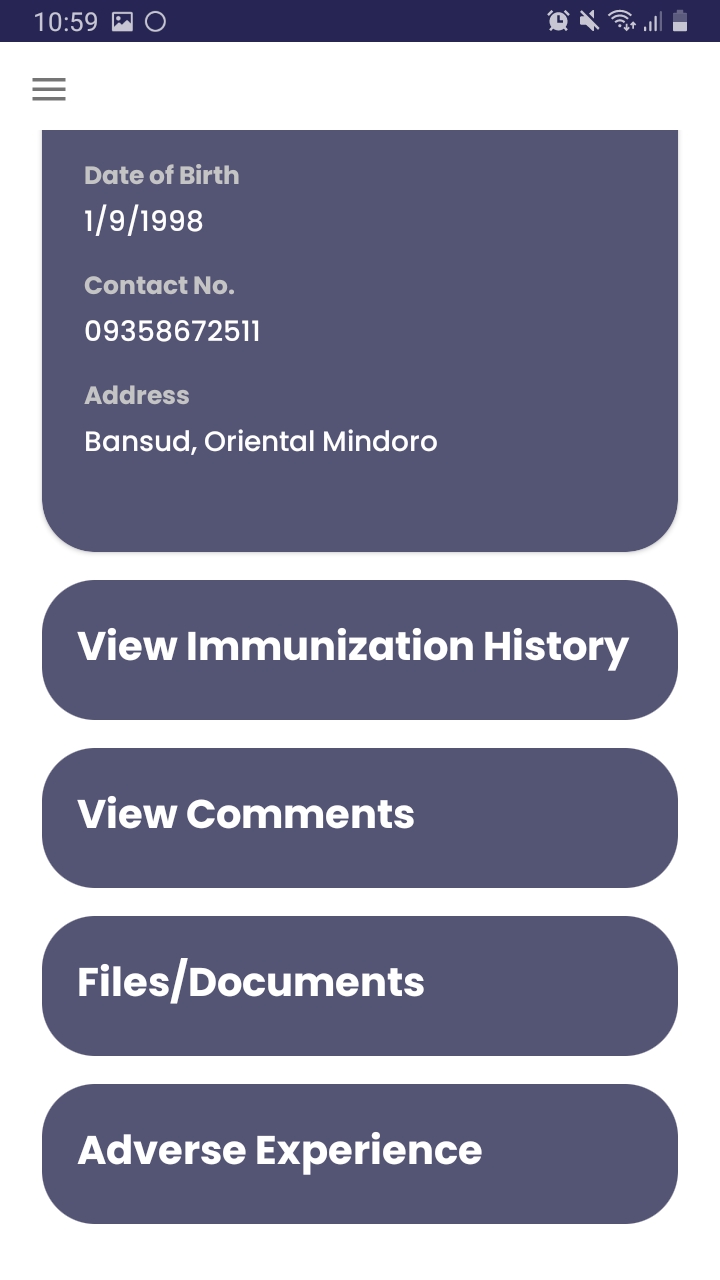 10:59
Date of Birth
1/9/1998
Contact No.
09358672511
Address
Bansud, Oriental Mindoro
View Immunization History
View Comments
Files/Documents
Adverse Experience